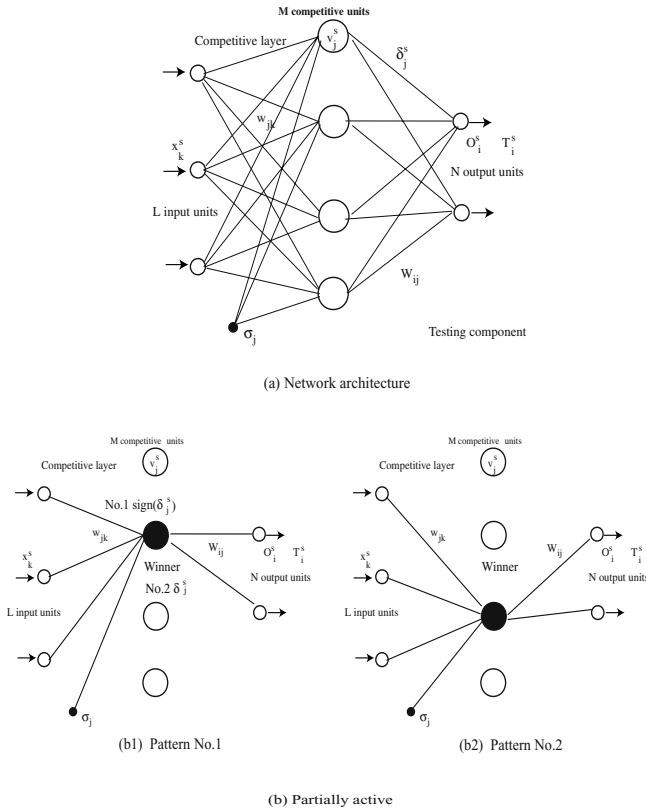 M competitive units
Competitive layer
v_j^s
δ_j^s
w_jk
x_k^s
O_i^s T_i^s
N output units
L input units
W_ij
σ_j
Testing component
(a) Network architecture
M competitive units
Competitive layer
v_j^s
No.1 sign(δ_j^s)
w_jk
W_ij
x_k^s
O_i^s T_i^s
Winner
N output units
No.2 δ_j^s
L input units
σ_j
(b1) Pattern No.1
M competitive units
Competitive layer
v_j^s
w_jk
W_ij
x_k^s
O_i^s T_i^s
Winner
N output units
L input units
σ_j
(b2) Pattern No.2
(b) Partially active